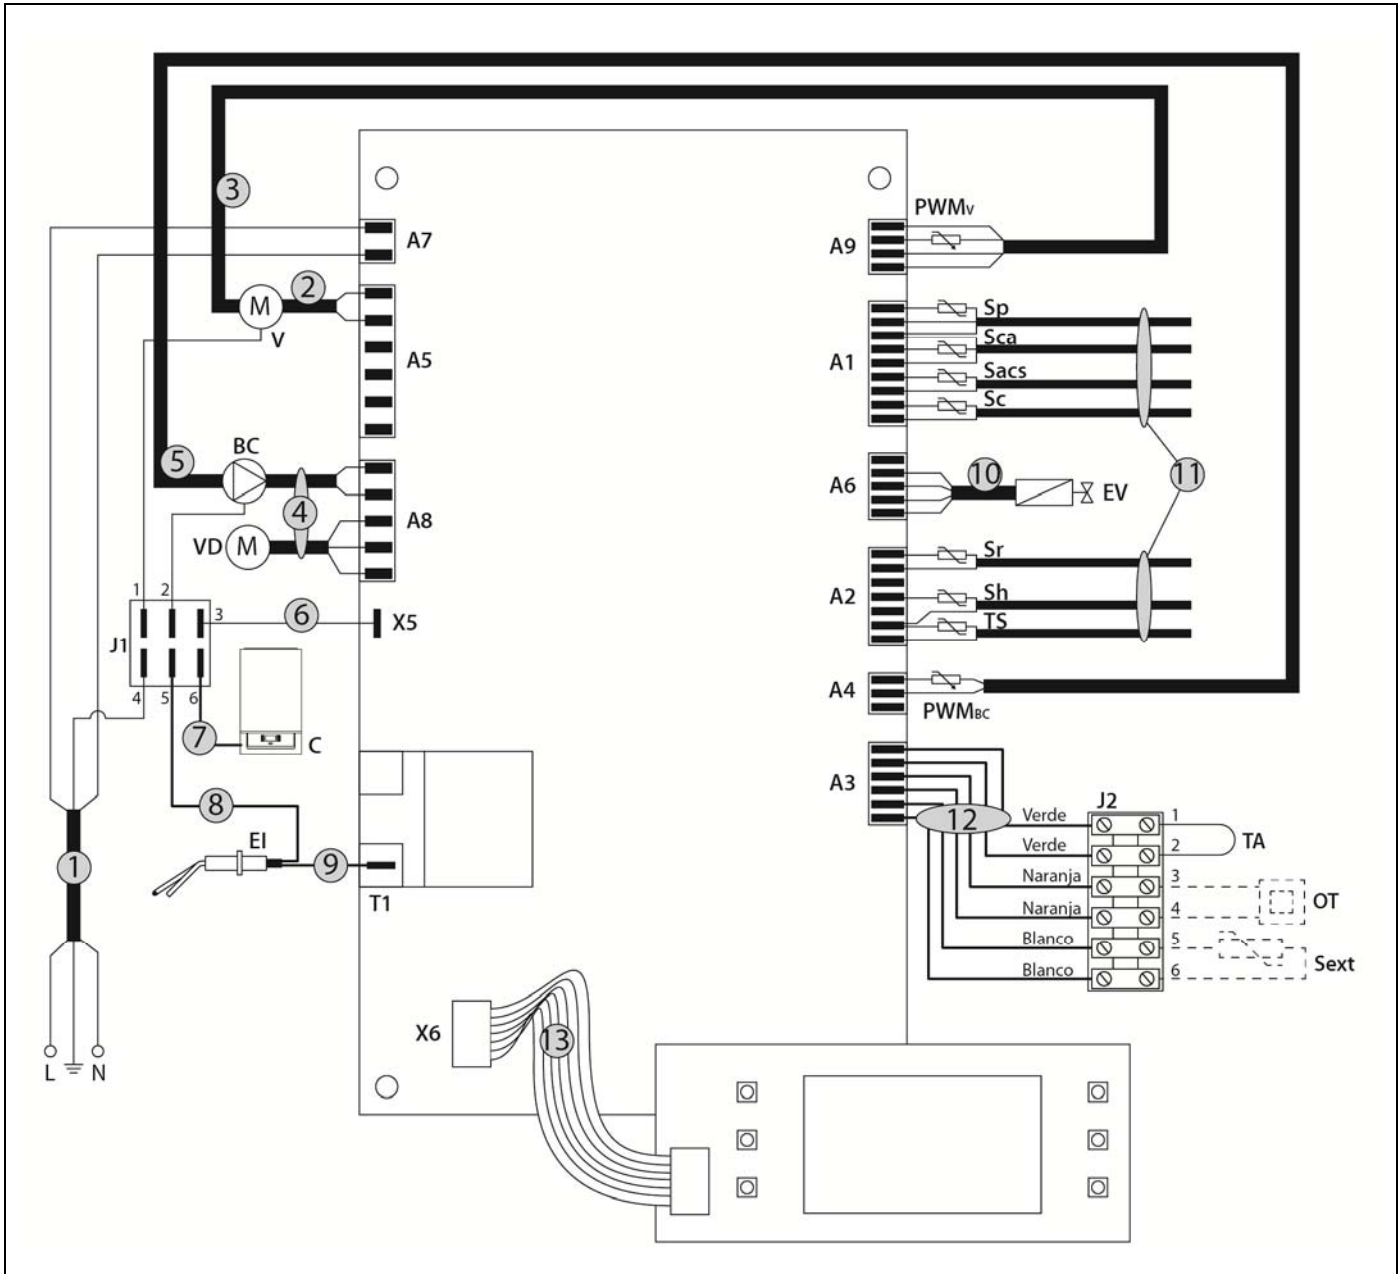 PWMV
3
A7
A9
2
M
V
Sp
Sca
A5
A1
Sacs
Sc
BC
5
11
10
A6
EV
4
A8
VD
M
Sr
1
2
Sh
A2
6
3
X5
TS
J1
4
5
6
A4
PWMBC
7
C
A3
J2
8
12
Verde
1
TA
EI
Verde
2
1
9
Naranja
3
OT
T1
Naranja
4
Blanco
5
Sext
Blanco
6
X6
13
L
N